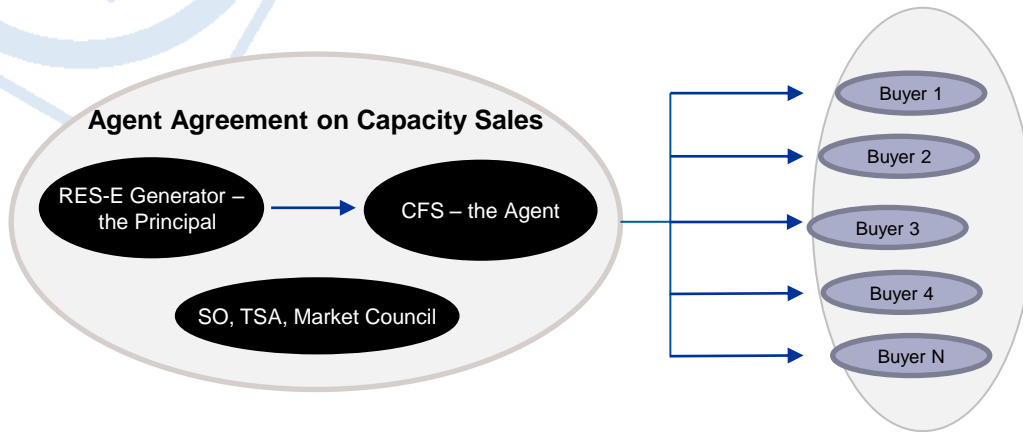 Agent Agreement on Capacity Sales
RES-E Generator –
the Principal
CFS – the Agent
SO, TSA, Market Council
Buyer 1
Buyer 2
Buyer 3
Buyer 4
Buyer N